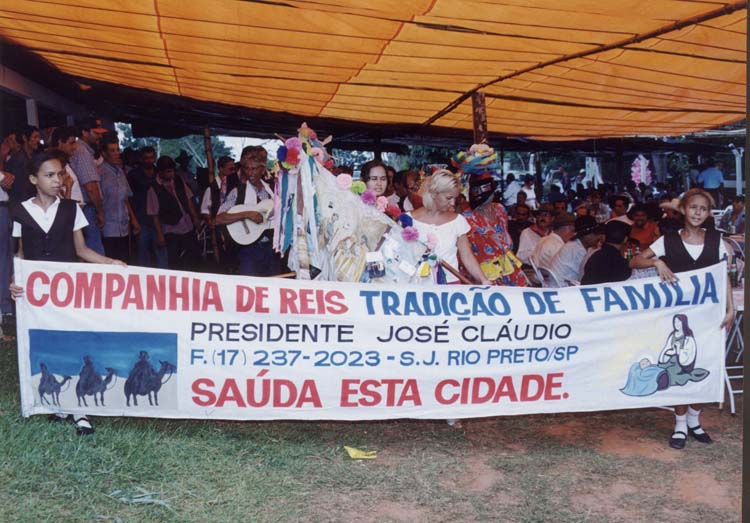 COMPANHIA DE REIS TRADIÇÃO DE FAMÍLIA
PRESIDENTE JOSÉ CLÁUDIO
F. (17) 237-2023 - S.J. RIO PRETO/SP
SAÚDA ESTA CIDADE.